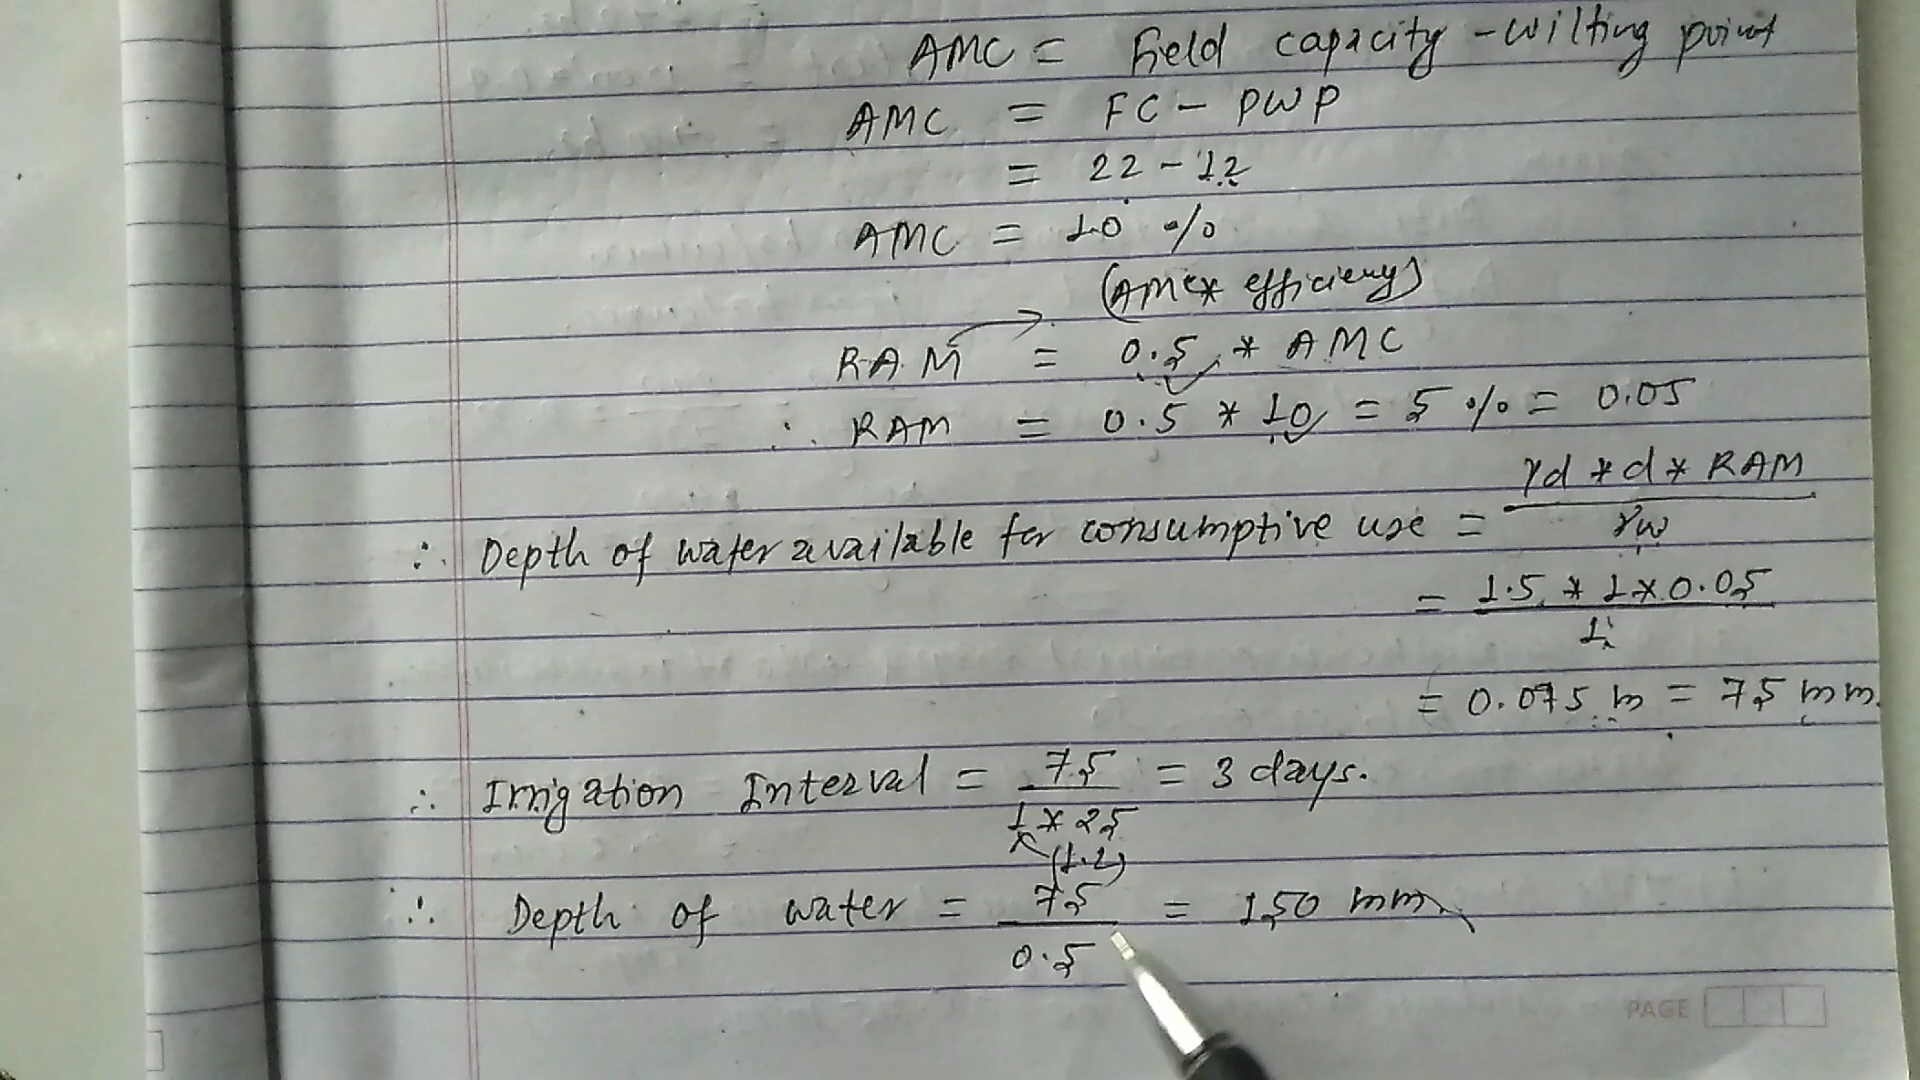 AMC = Field capacity - wilting point
AMC = FC - PWP
= 22 - 12
AMC = 10 %
(AMC* efficiency)
RAM = 0.5 * AMC
∴ RAM = 0.5 * 10 = 5 % = 0.05
γd * d * RAM
∴ Depth of water available for consumptive use =
γw
= 1.5 * 1 * 0.05
1
= 0.075 m = 75 mm.
∴ Irrigation Interval = 75 = 3 days.
1 * 25
(1.2)
∴ Depth of water = 75 = 150 mm
0.5
PAGE